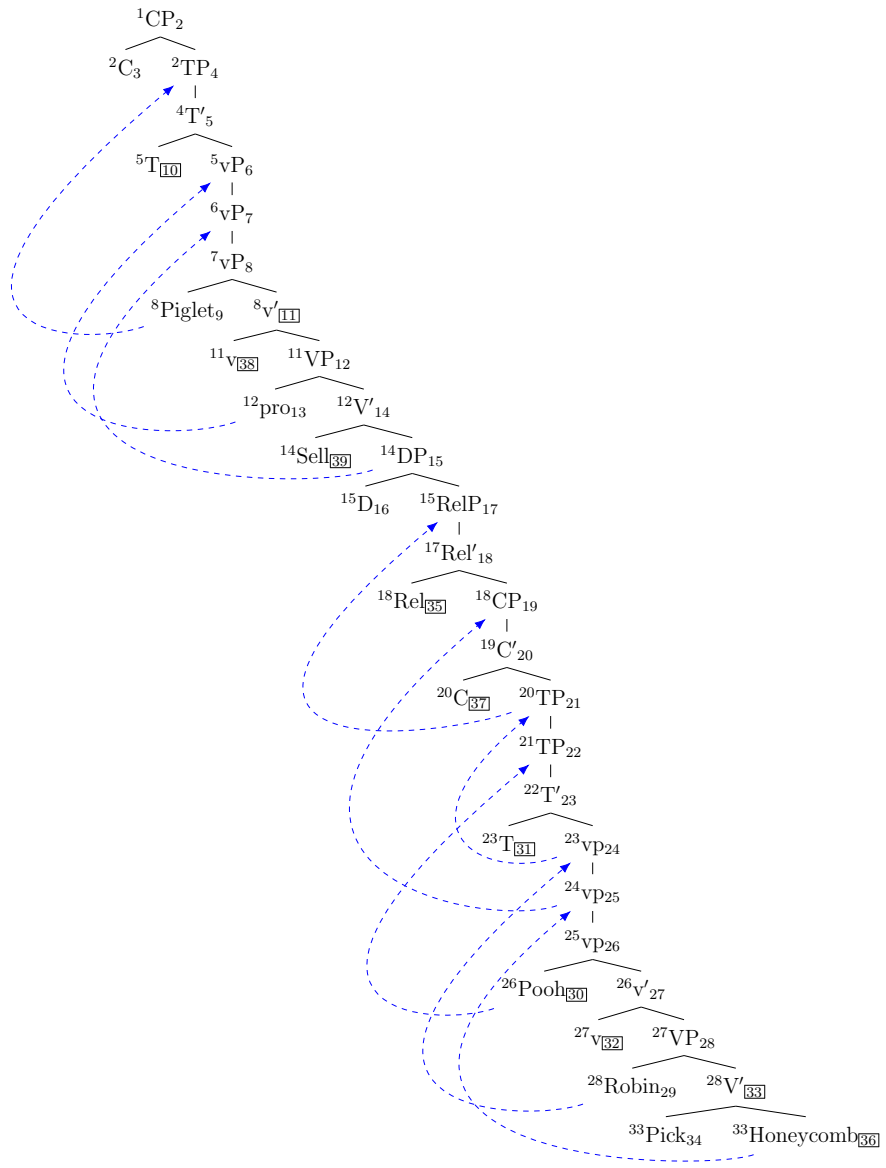 ¹CP₂
²C₃ ²TP₄
⁴T′₅
⁵T₁₀ ⁵vP₆
⁶vP₇
⁷vP₈
⁸Piglet₉ ⁸v′₁₁
¹¹v₃₈ ¹¹VP₁₂
¹²pro₁₃ ¹²V′₁₄
¹⁴Sell₃₉ ¹⁴DP₁₅
¹⁵D₁₆ ¹⁵RelP₁₇
¹⁷Rel′₁₈
¹⁸Rel₃₅ ¹⁸CP₁₉
¹⁹C′₂₀
²⁰C₃₇ ²⁰TP₂₁
²¹TP₂₂
²²T′₂₃
²³T₃₁ ²³vp₂₄
²⁴vp₂₅
²⁵vp₂₆
²⁶Pooh₃₀ ²⁶v′₂₇
²⁷v₃₂ ²⁷VP₂₈
²⁸Robin₂₉ ²⁸V′₃₃
³³Pick₃₄ ³³Honeycomb₃₆